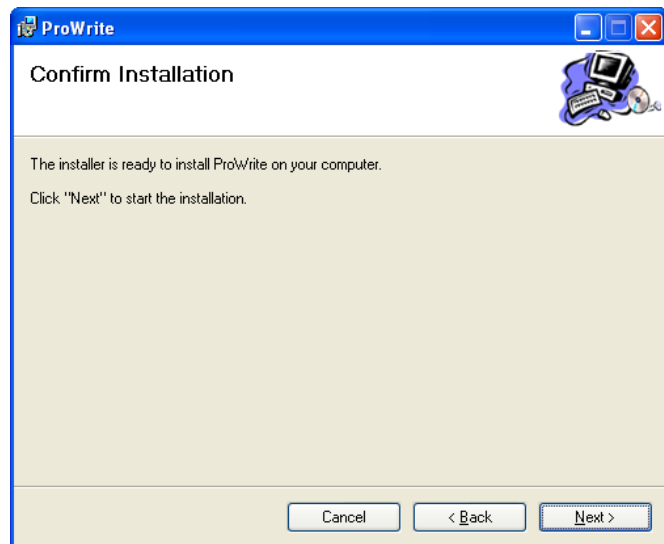 ProWrite
Confirm Installation
The installer is ready to install ProWrite on your computer.
Click "Next" to start the installation.
Cancel
< Back
Next >